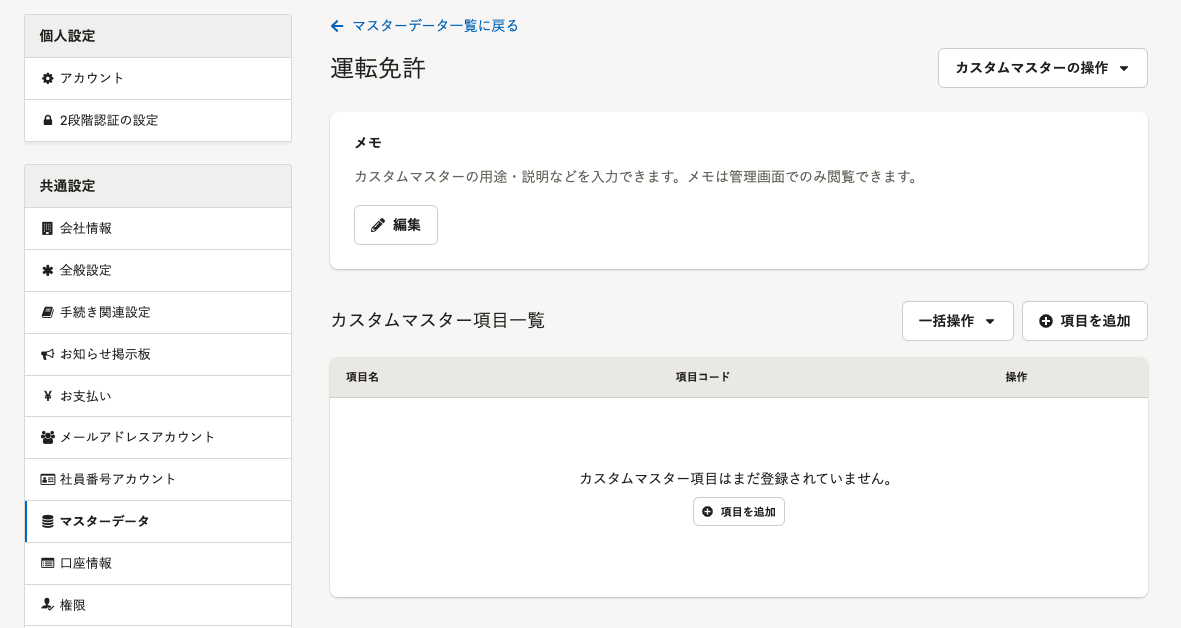 個人設定
アカウント
2段階認証の設定
共通設定
会社情報
全般設定
手続き関連設定
お知らせ掲示板
¥ お支払い
メールアドレスアカウント
社員番号アカウント
マスターデータ
口座情報
権限
← マスターデータ一覧に戻る
運転免許
カスタムマスターの操作
メモ
カスタムマスターの用途・説明などを入力できます。メモは管理画面でのみ閲覧できます。
編集
カスタムマスター項目一覧
一括操作
項目を追加
項目名 項目コード 操作
カスタムマスター項目はまだ登録されていません。
項目を追加